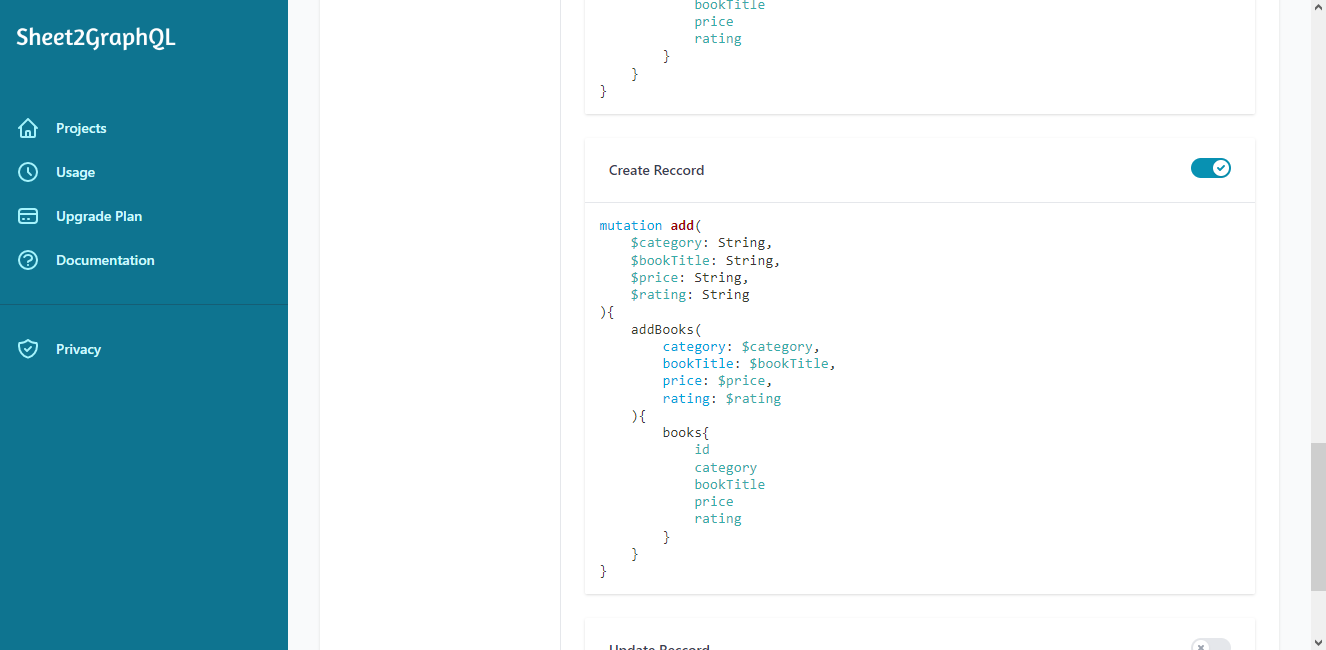 Sheet2GraphQL
Projects
Usage
Upgrade Plan
Documentation
Privacy
bookTitle
price
rating
}
}
}
Create Reccord
mutation add(
$category: String,
$bookTitle: String,
$price: String,
$rating: String
){
addBooks(
category: $category,
bookTitle: $bookTitle,
price: $price,
rating: $rating
){
books{
id
category
bookTitle
price
rating
}
}
}
Update Reccord